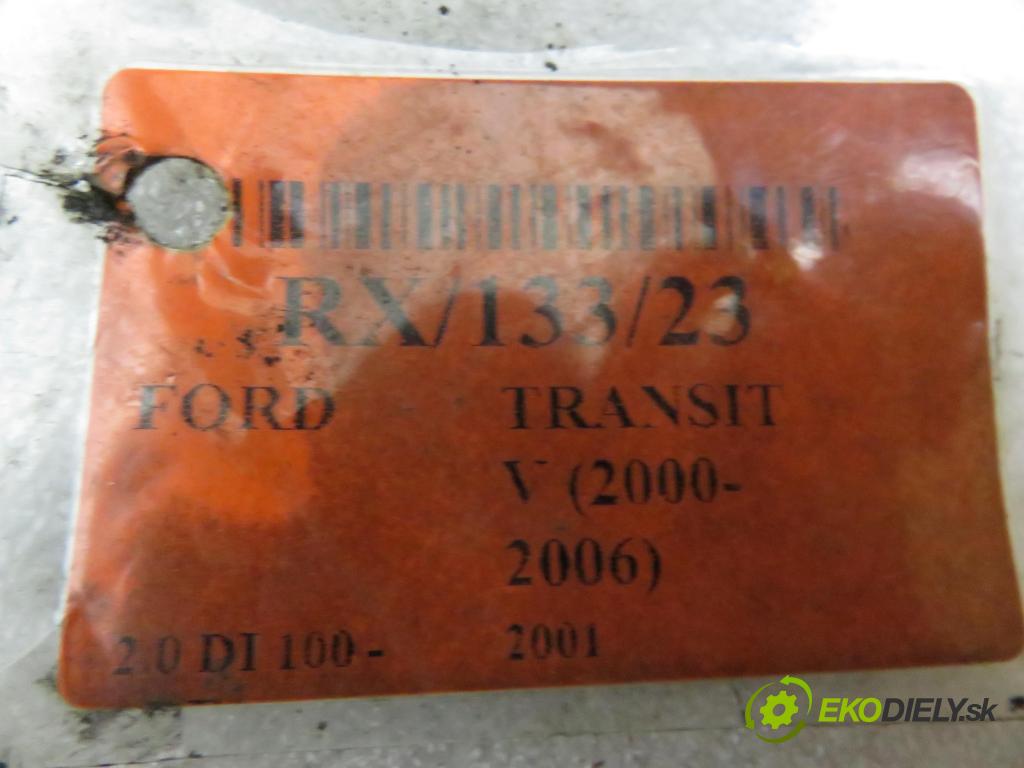 RX/133/23
FORD TRANSIT
V (2000-
2006)
2.0 DI 100- 2001
EKODIELY.sk